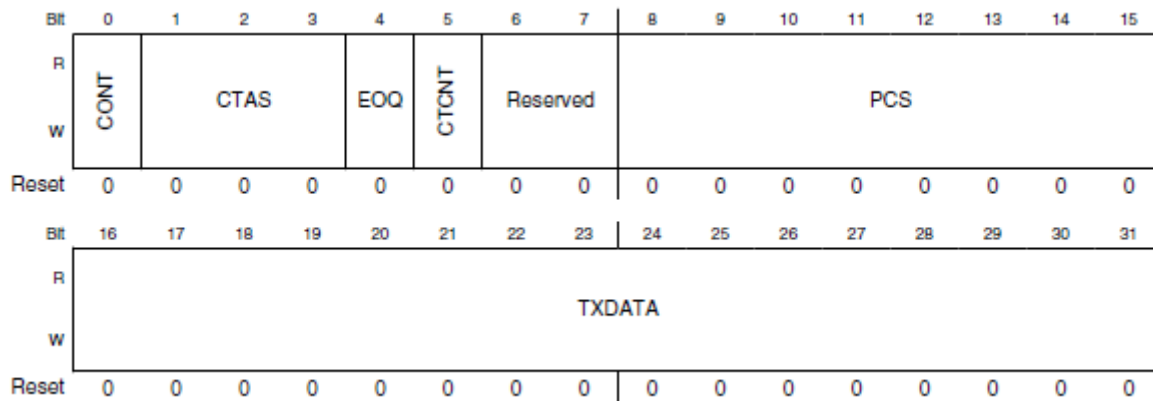 Bit 0 1 2 3 4 5 6 7 8 9 10 11 12 13 14 15
R
CONT CTAS EOQ CTCNT Reserved PCS
W
Reset 0 0 0 0 0 0 0 0 0 0 0 0 0 0 0 0
Bit 16 17 18 19 20 21 22 23 24 25 26 27 28 29 30 31
R
TXDATA
W
Reset 0 0 0 0 0 0 0 0 0 0 0 0 0 0 0 0